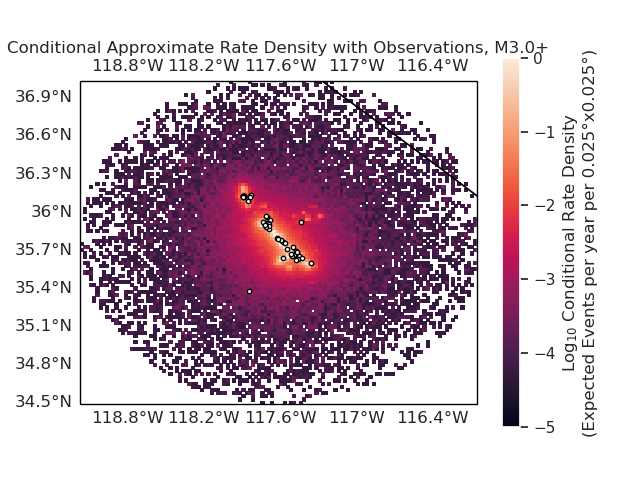 Conditional Approximate Rate Density with Observations, M3.0+
118.8°W 118.2°W 117.6°W 117°W 116.4°W
36.9°N
36.6°N
36.3°N
36°N
35.7°N
35.4°N
35.1°N
34.8°N
34.5°N
118.8°W 118.2°W 117.6°W 117°W 116.4°W
0
−1
−2
−3
−4
−5
Log₁₀ Conditional Rate Density
(Expected Events per year per 0.025°x0.025°)